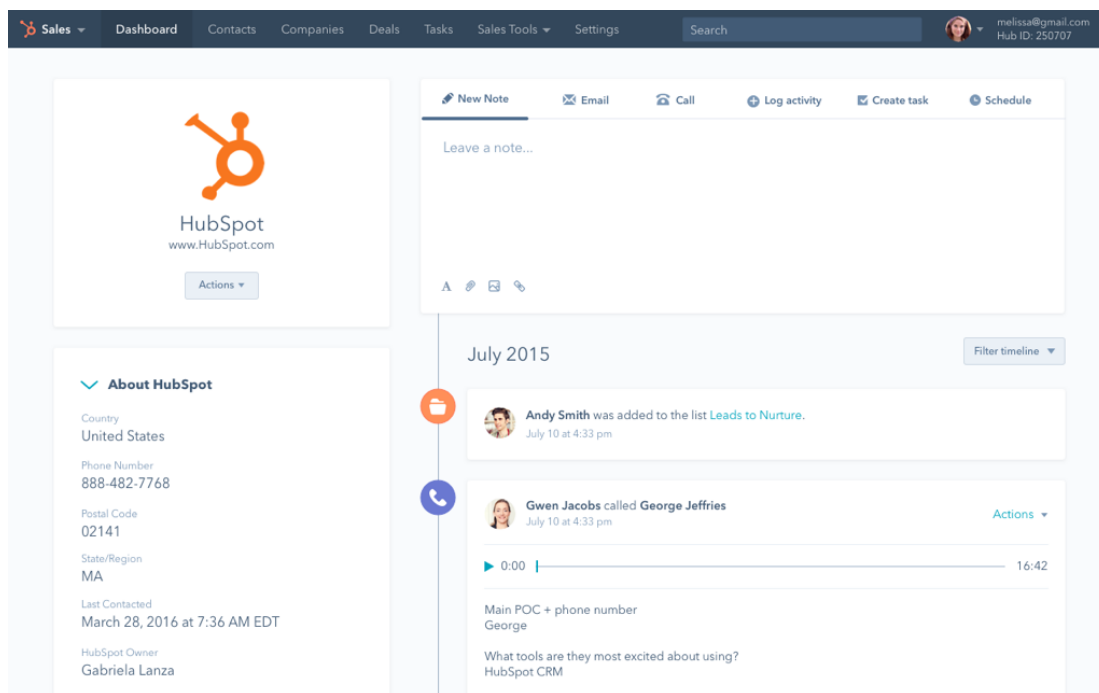 Sales Dashboard Contacts Companies Deals Tasks Sales Tools Settings Search melissa@gmail.com
Hub ID: 250707
HubSpot
www.HubSpot.com
Actions
About HubSpot
Country
United States
Phone Number
888-482-7768
Postal Code
02141
State/Region
MA
Last Contacted
March 28, 2016 at 7:36 AM EDT
HubSpot Owner
Gabriela Lanza
New Note Email Call Log activity Create task Schedule
Leave a note...
A
July 2015 Filter timeline
Andy Smith was added to the list Leads to Nurture.
July 10 at 4:33 pm
Gwen Jacobs called George Jeffries
July 10 at 4:33 pm
Actions
0:00 16:42
Main POC + phone number
George
What tools are they most excited about using?
HubSpot CRM